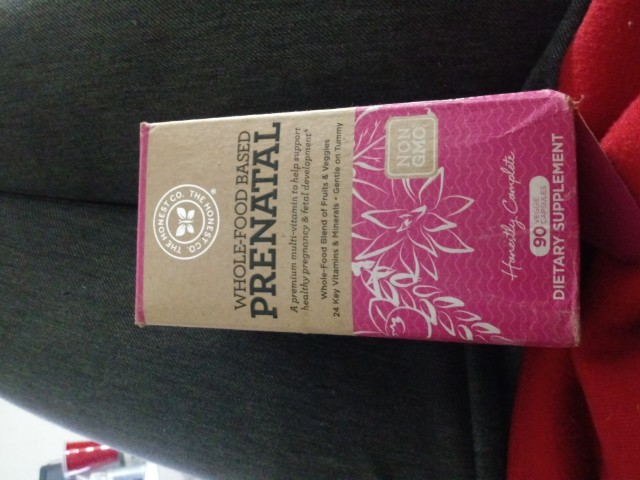 THE HONEST CO. THE HONEST CO.
WHOLE-FOOD BASED
PRENATAL
A premium multi-vitamin to help support
healthy pregnancy & fetal development*
Whole-Food Blend of Fruits & Veggies
24 Key Vitamins & Minerals • Gentle on Tummy
NON
GMO
Honestly Complete
90 VEGGIE
CAPSULES
DIETARY SUPPLEMENT